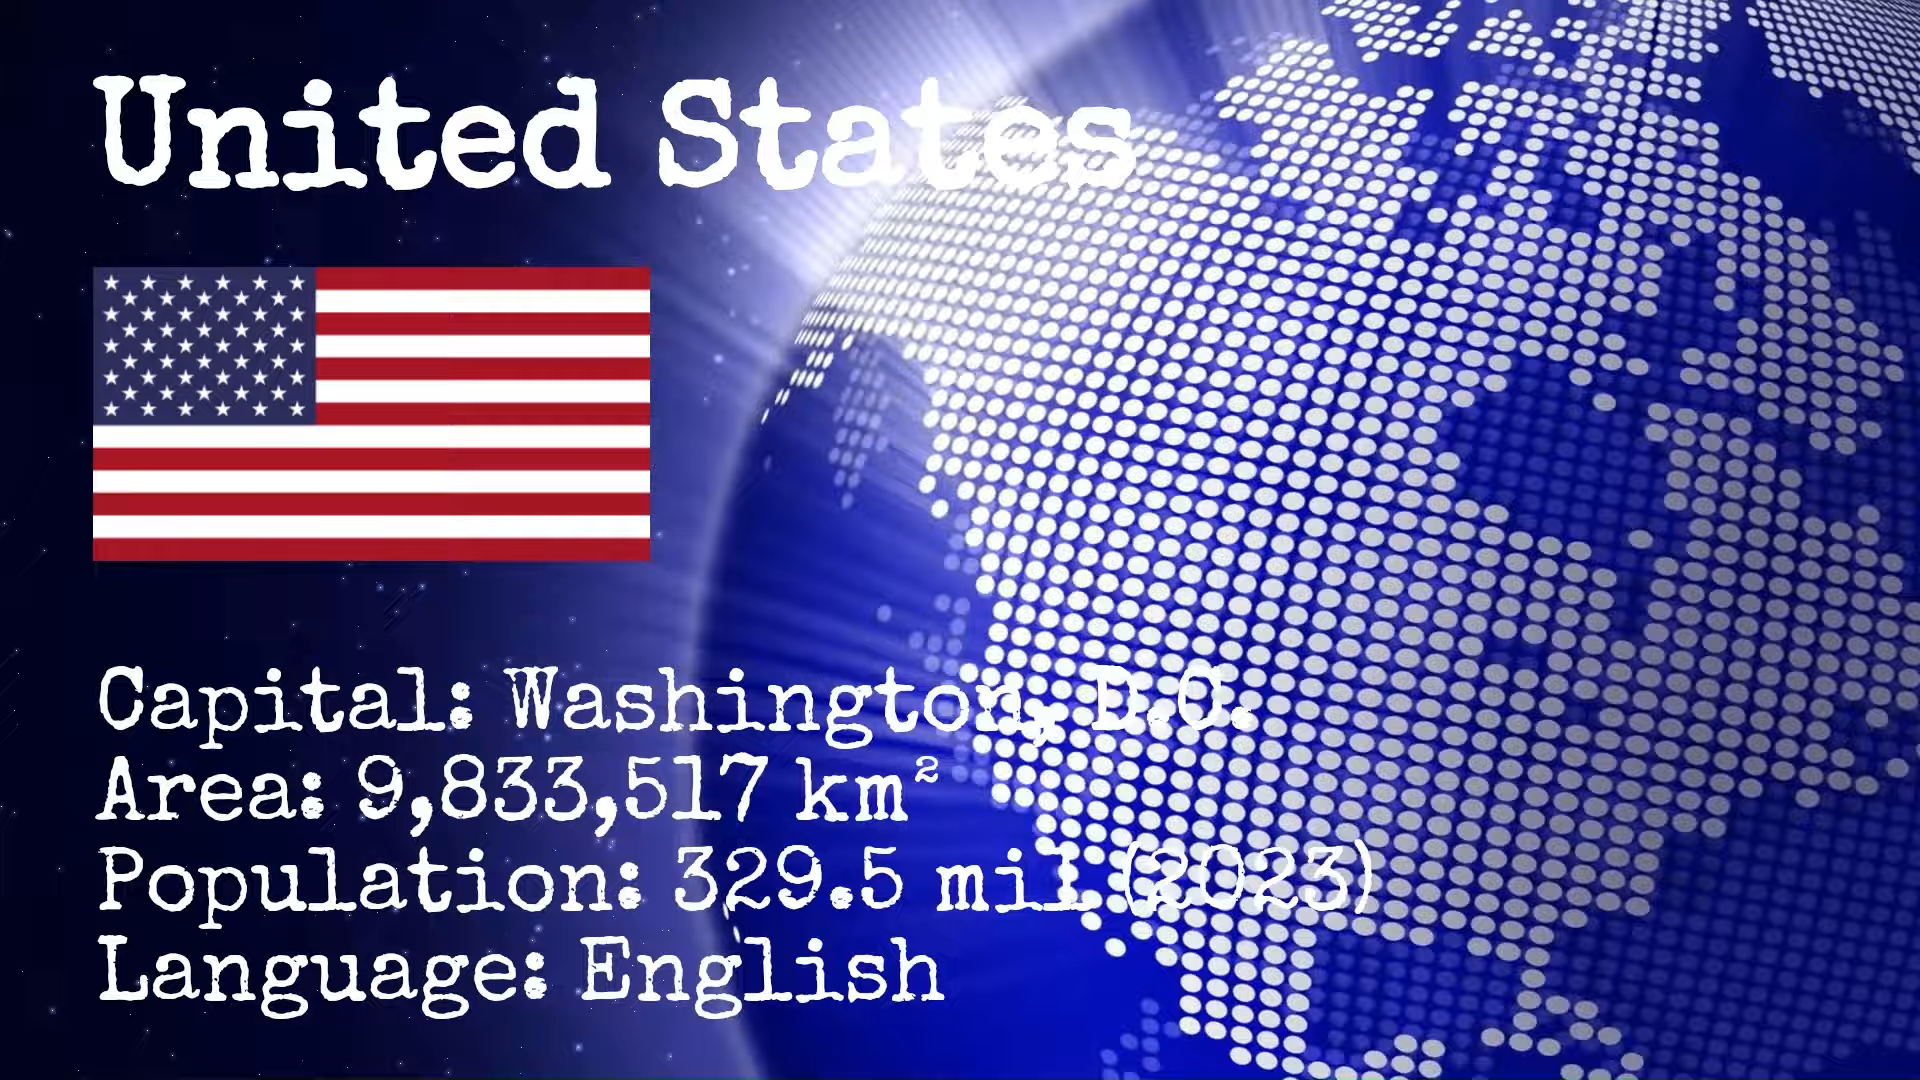 United States
Capital: Washington, D.C.
Area: 9,833,517 km²
Population: 329.5 mil (2023)
Language: English